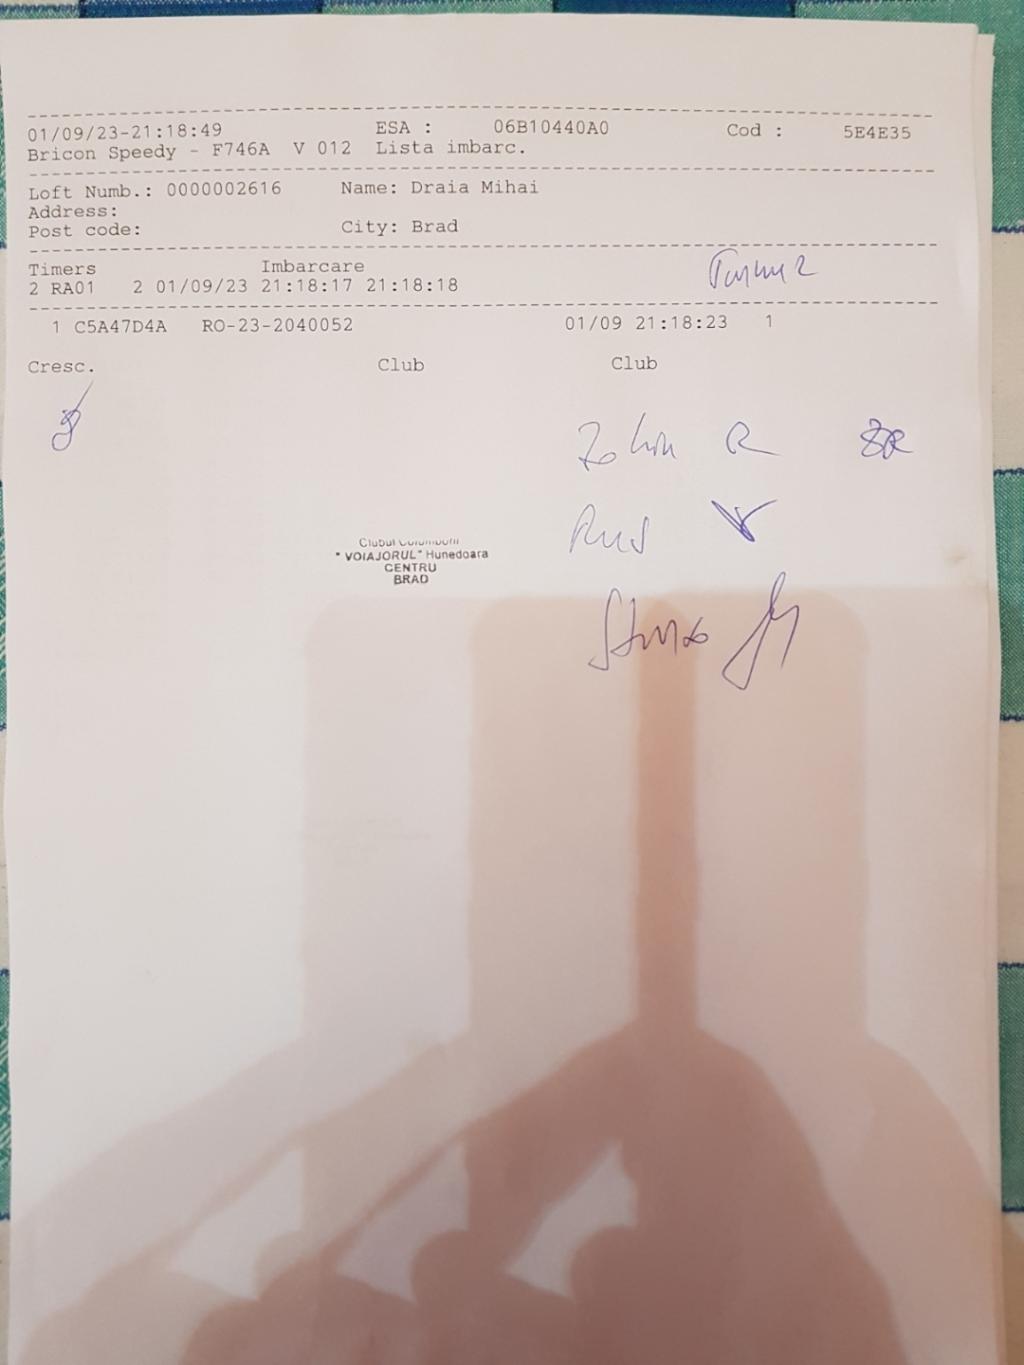 01/09/23-21:18:49 ESA : 06B10440A0 Cod : 5E4E35
Bricon Speedy - F746A V 012 Lista imbarc.
Loft Numb.: 0000002616 Name: Draia Mihai
Address:
Post code: City: Brad
Timers Imbarcare
2 RA01 2 01/09/23 21:18:17 21:18:18
1 C5A47D4A RO-23-2040052 01/09 21:18:23 1
Cresc. Club Club
Rus
Clubul Columbofil
"VOIAJORUL" Hunedoara
CENTRU
BRAD